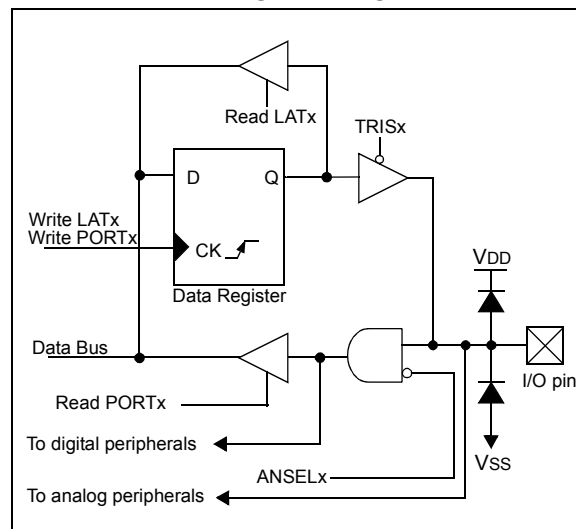 Read LATx
TRISx
D Q
Write LATx
Write PORTx
CK
Data Register
VDD
Data Bus
I/O pin
Read PORTx
To digital peripherals
VSS
ANSELx
To analog peripherals